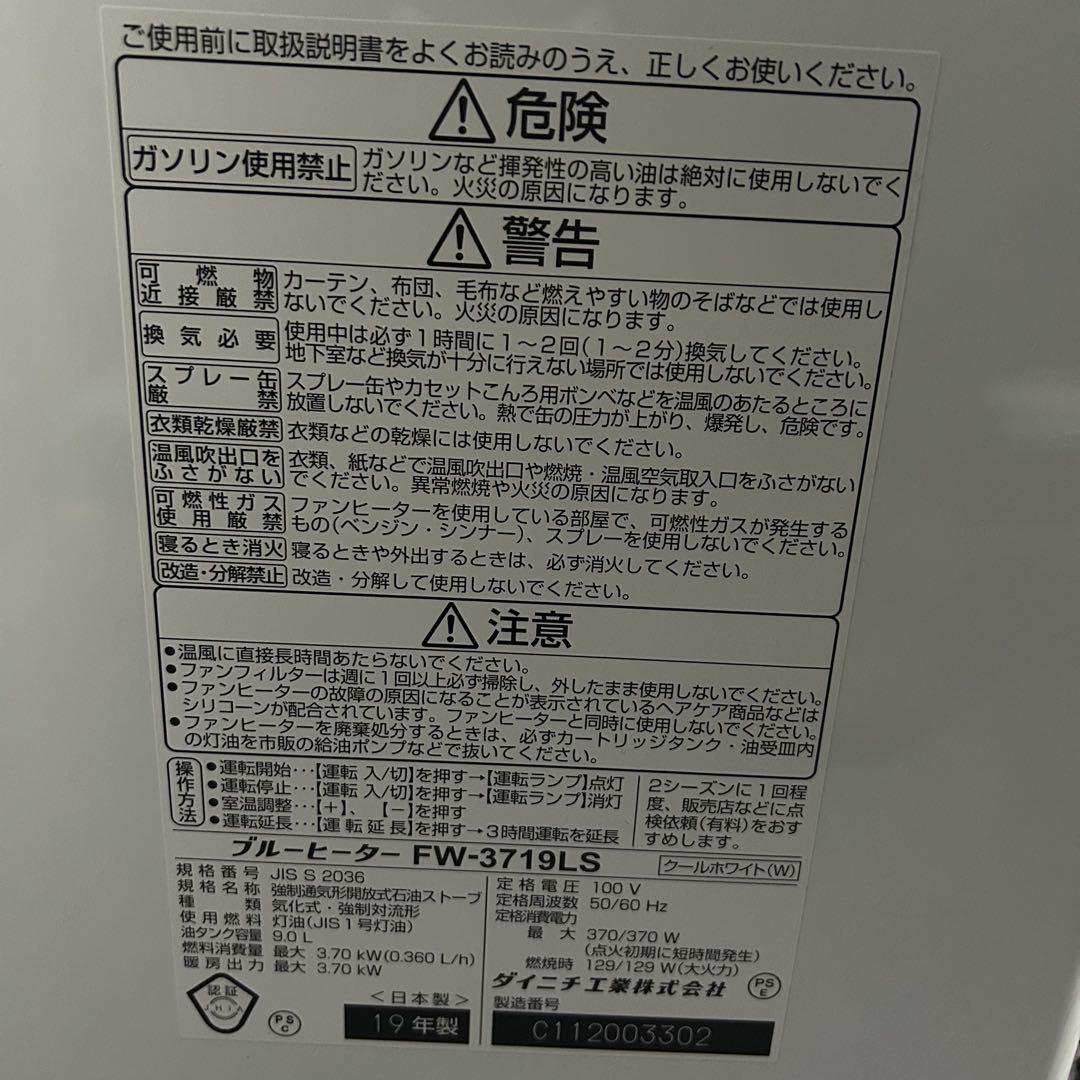 ご使用前に取扱説明書をよくお読みのうえ、正しくお使いください。
危険
ガソリン使用禁止
ガソリンなど揮発性の高い油は絶対に使用しないでく
ださい。火災の原因になります。
警告
可燃物
近接厳禁
カーテン、布団、毛布など燃えやすい物のそばなどでは使用し
ないでください。火災の原因になります。
換気必要
使用中は必ず1時間に1〜2回(1〜2分)換気してください。
地下室など換気が十分に行えない場所では使用しないでください。
スプレー缶
厳禁
スプレー缶やカセットこんろ用ボンベなどを温風のあたるところに
放置しないでください。熱で缶の圧力が上がり、爆発し、危険です。
衣類乾燥厳禁
衣類などの乾燥には使用しないでください。
温風吹出口を
ふさがない
衣類、紙などで温風吹出口や燃焼・温風空気取入口をふさがない
でください。異常燃焼や火災の原因になります。
可燃性ガス
使用厳禁
ファンヒーターを使用している部屋で、可燃性ガスが発生する
もの(ベンジン・シンナー)、スプレーを使用しないでください。
寝るとき消火
寝るときや外出するときは、必ず消火してください。
改造・分解禁止
改造・分解して使用しないでください。
注意
●温風に直接長時間あたらないでください。
●ファンフィルターは週に1回以上必ず掃除し、外したまま使用しないでください。
●ファンヒーターの故障の原因になることが表示されているヘアケア商品などは
シリコーンが配合されています。ファンヒーターと同時に使用しないでください。
●ファンヒーターを廃棄処分するときは、必ずカートリッジタンク・油受皿内
の灯油を市販の給油ポンプなどで抜いてください。
操作方法
●運転開始…【運転 入/切】を押す→【運転ランプ】点灯
●運転停止…【運転 入/切】を押す→【運転ランプ】消灯
●室温調整…【+】、【−】を押す
●運転延長…【運転延長】を押す→3時間運転を延長
2シーズンに1回程
度、販売店などに点
検依頼(有料)をおす
すめします。
ブルーヒーター FW-3719LS
クールホワイト(W)
規格番号 JIS S 2036
規格名称 強制通気形開放式石油ストーブ
種類 気化式・強制対流形
使用燃料 灯油(JIS1号灯油)
油タンク容量 9.0 L
燃料消費量 最大 3.70 kW(0.360 L/h)
暖房出力 最大 3.70 kW
定格電圧 100 V
定格周波数 50/60 Hz
定格消費電力
最大 370/370 W
(点火初期に短時間発生)
燃焼時 129/129 W(大火力)
ダイニチ工業株式会社
PS
E
認証
JHIA
PS
C
<日本製>
19年製
製造番号
C112003302